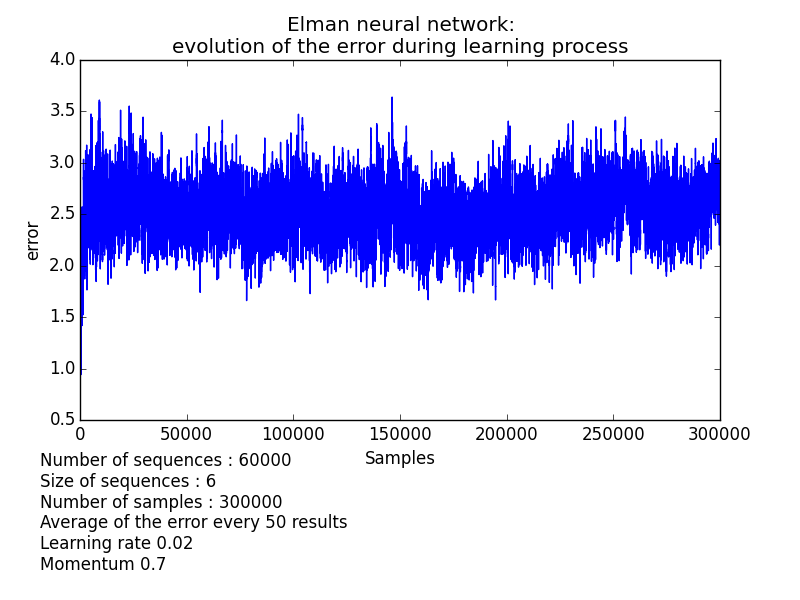 Elman neural network:
evolution of the error during learning process
4.0
3.5
3.0
2.5
2.0
1.5
1.0
0.5
error
0 50000 100000 150000 200000 250000 300000
Samples
Number of sequences : 60000
Size of sequences : 6
Number of samples : 300000
Average of the error every 50 results
Learning rate 0.02
Momentum 0.7